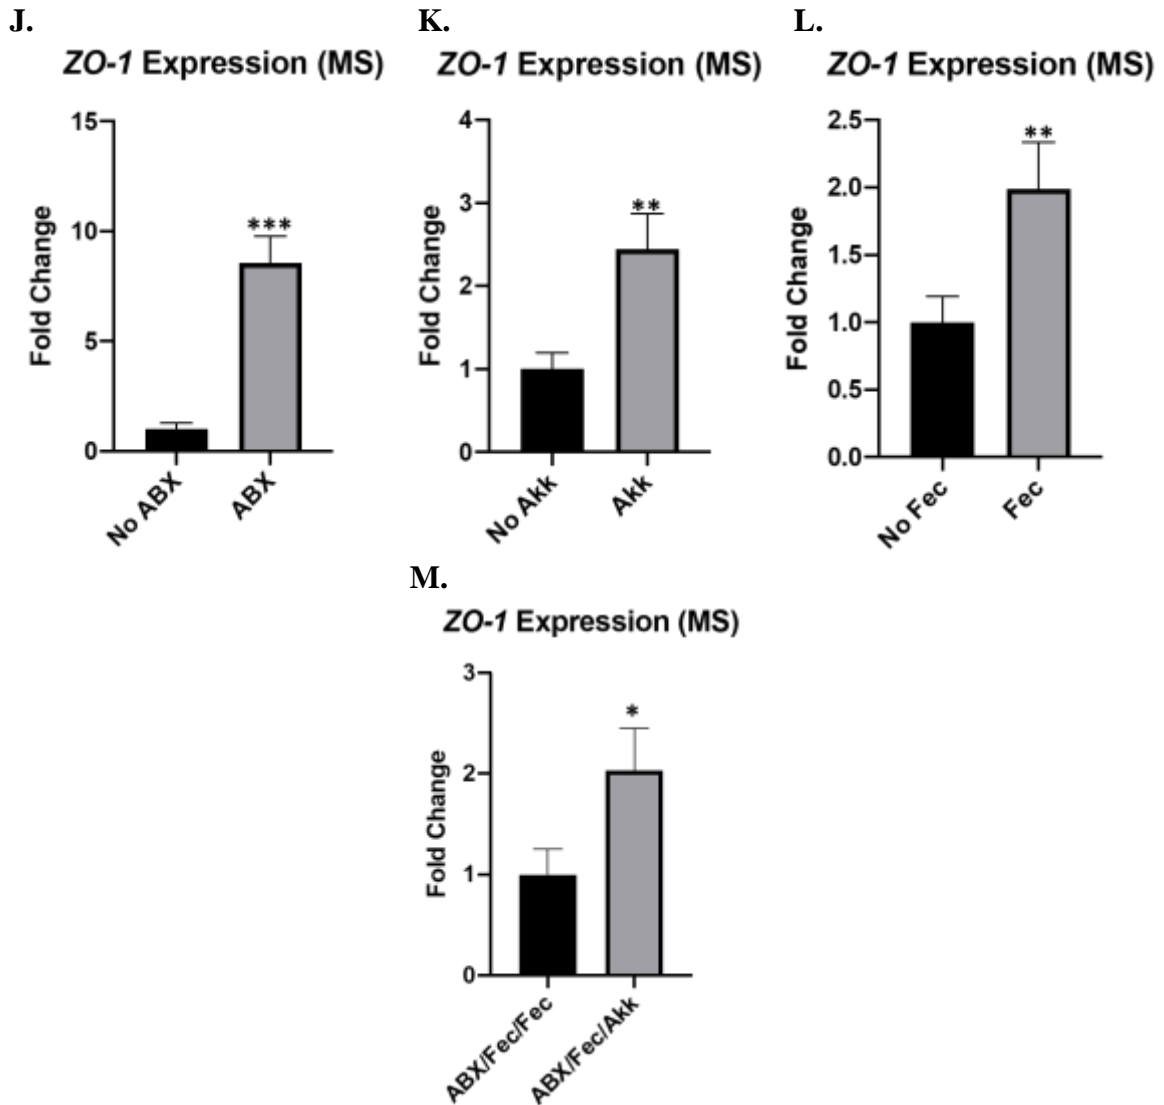 J.
ZO-1 Expression (MS)
Fold Change
15
10
5
0
***
No ABX
ABX
K.
ZO-1 Expression (MS)
Fold Change
4
3
2
1
0
**
No Akk
Akk
L.
ZO-1 Expression (MS)
Fold Change
2.5
2.0
1.5
1.0
0.5
0.0
**
No Fec
Fec
M.
ZO-1 Expression (MS)
Fold Change
3
2
1
0
*
ABX/Fec/Fec
ABX/Fec/Akk